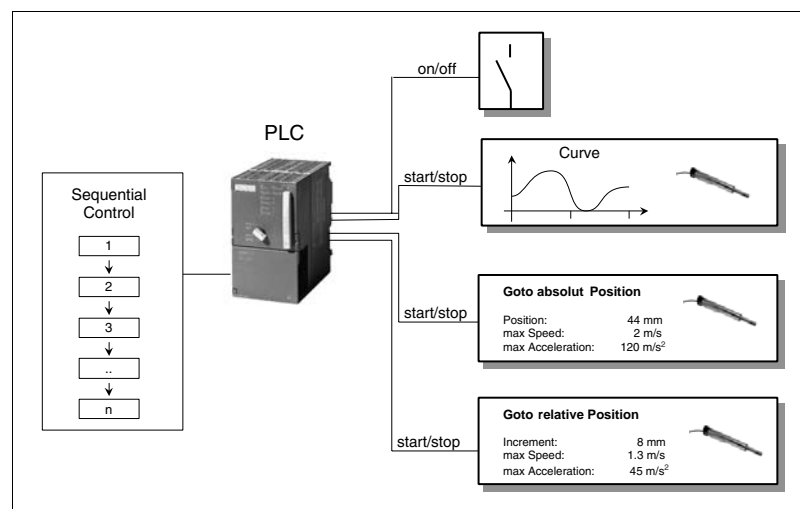 on/off
PLC
Sequential
Control
1
2
3
..
n
start/stop
Curve
start/stop
Goto absolut Position
Position: 44 mm
max Speed: 2 m/s
max Acceleration: 120 m/s²
start/stop
Goto relative Position
Increment: 8 mm
max Speed: 1.3 m/s
max Acceleration: 45 m/s²